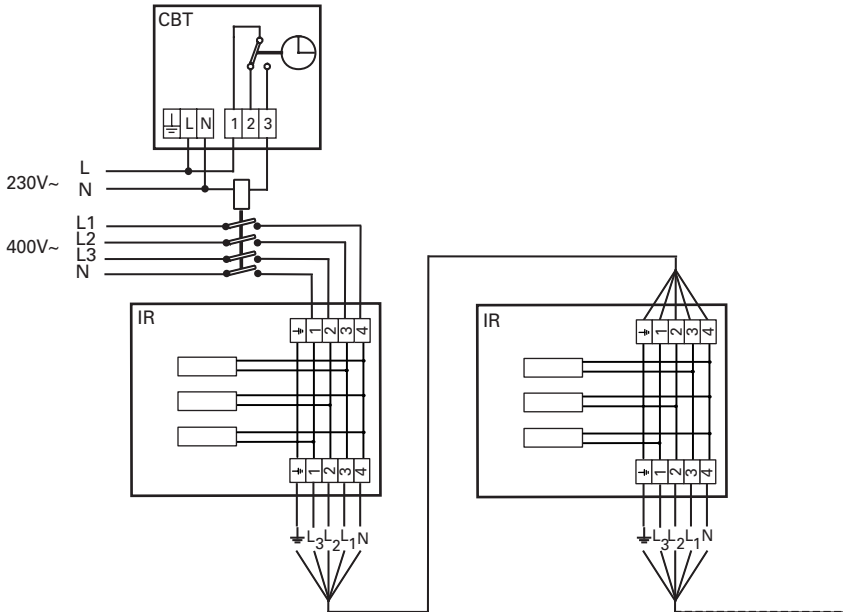 CBT
L N 1 2 3
L
230V~
N
L1
L2
400V~
L3
N
IR
1 2 3 4
1 2 3 4
L3 L2 L1 N
IR
1 2 3 4
1 2 3 4
L3 L2 L1 N